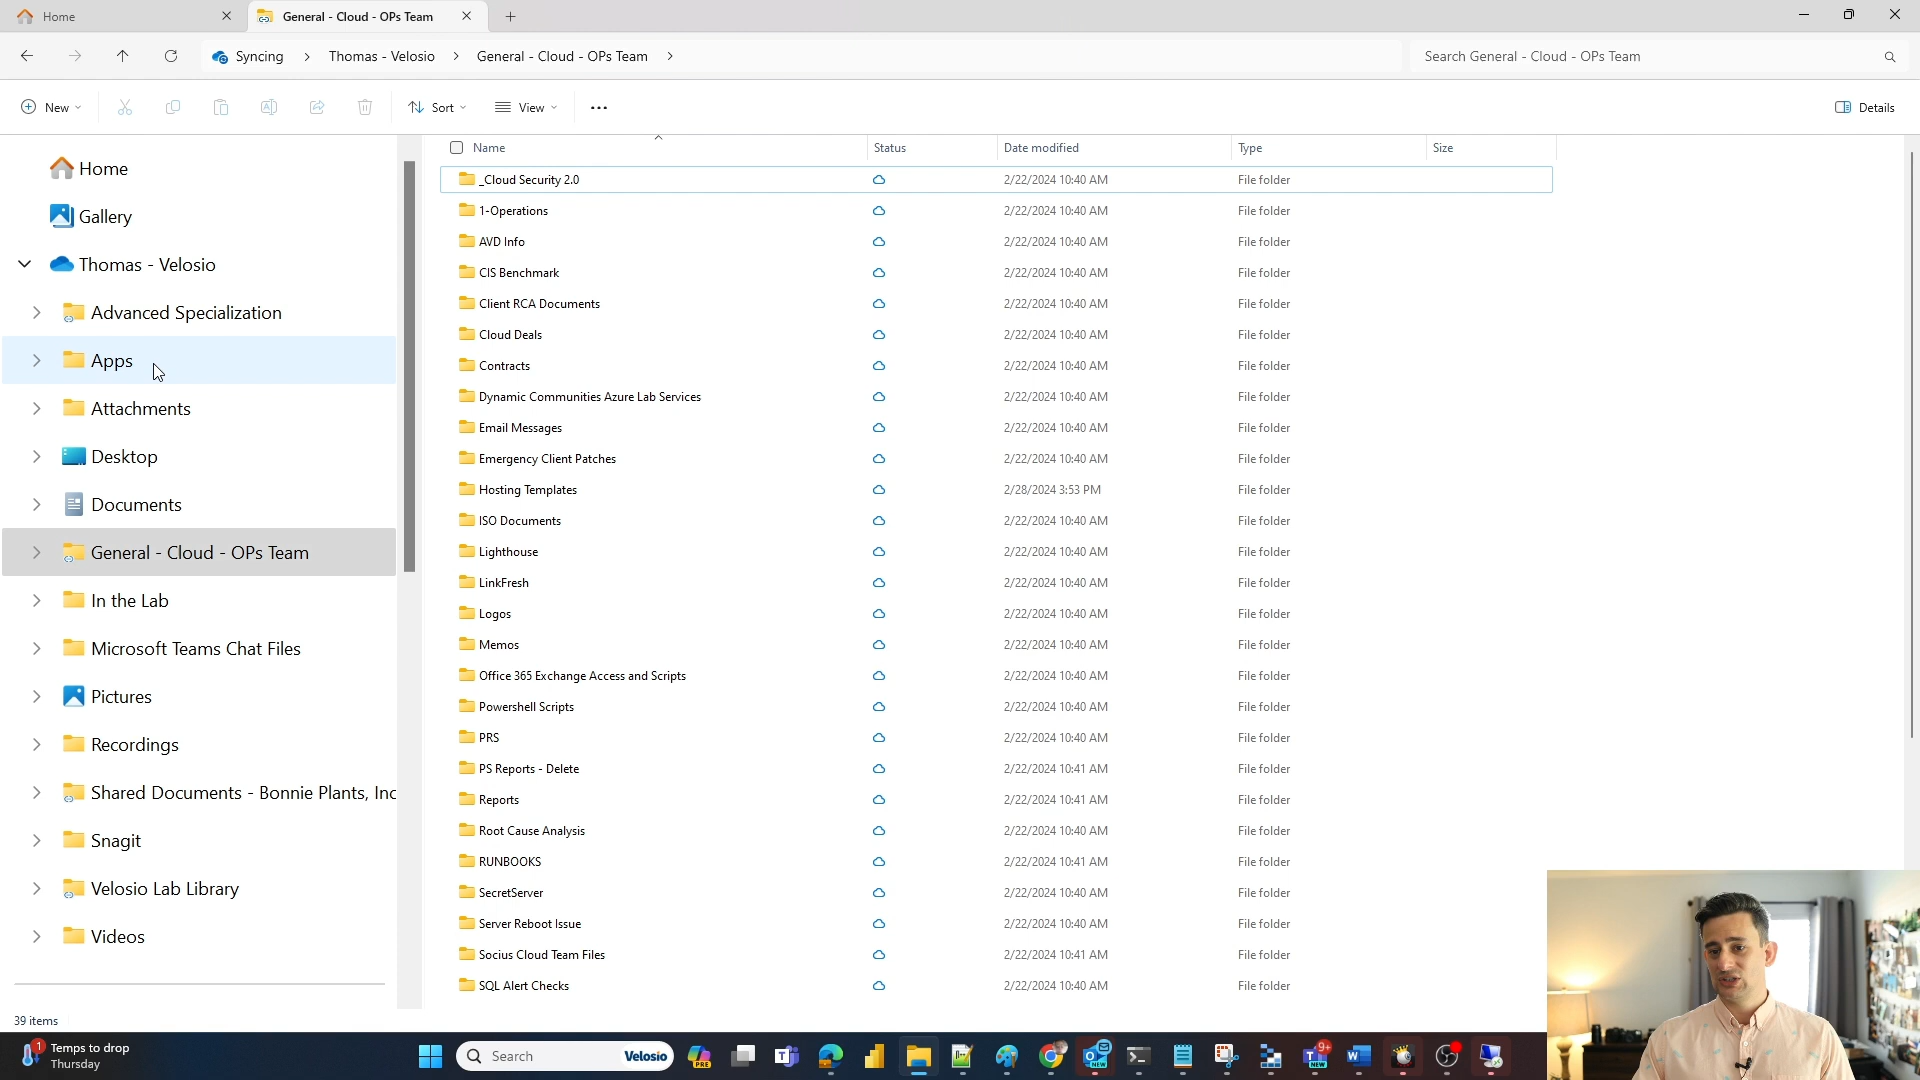 Home
General - Cloud - OPs Team
Syncing > Thomas - Velosio > General - Cloud - OPs Team >
Search General - Cloud - OPs Team
New
Sort
View
Details
Home
Gallery
Thomas - Velosio
Advanced Specialization
Apps
Attachments
Desktop
Documents
General - Cloud - OPs Team
In the Lab
Microsoft Teams Chat Files
Pictures
Recordings
Shared Documents - Bonnie Plants, Inc
Snagit
Velosio Lab Library
Videos
Name Status Date modified Type Size
_Cloud Security 2.0 2/22/2024 10:40 AM File folder
1-Operations 2/22/2024 10:40 AM File folder
AVD Info 2/22/2024 10:40 AM File folder
CIS Benchmark 2/22/2024 10:40 AM File folder
Client RCA Documents 2/22/2024 10:40 AM File folder
Cloud Deals 2/22/2024 10:40 AM File folder
Contracts 2/22/2024 10:40 AM File folder
Dynamic Communities Azure Lab Services 2/22/2024 10:40 AM File folder
Email Messages 2/22/2024 10:40 AM File folder
Emergency Client Patches 2/22/2024 10:40 AM File folder
Hosting Templates 2/28/2024 3:53 PM File folder
ISO Documents 2/22/2024 10:40 AM File folder
Lighthouse 2/22/2024 10:40 AM File folder
LinkFresh 2/22/2024 10:40 AM File folder
Logos 2/22/2024 10:40 AM File folder
Memos 2/22/2024 10:40 AM File folder
Office 365 Exchange Access and Scripts 2/22/2024 10:40 AM File folder
Powershell Scripts 2/22/2024 10:40 AM File folder
PRS 2/22/2024 10:40 AM File folder
PS Reports - Delete 2/22/2024 10:41 AM File folder
Reports 2/22/2024 10:41 AM File folder
Root Cause Analysis 2/22/2024 10:40 AM File folder
RUNBOOKS 2/22/2024 10:41 AM File folder
SecretServer 2/22/2024 10:40 AM File folder
Server Reboot Issue 2/22/2024 10:40 AM File folder
Socius Cloud Team Files 2/22/2024 10:41 AM File folder
SQL Alert Checks 2/22/2024 10:40 AM File folder
39 items
1
Temps to drop
Thursday
Search
Velosio
PRE
NEW
9+
NEW